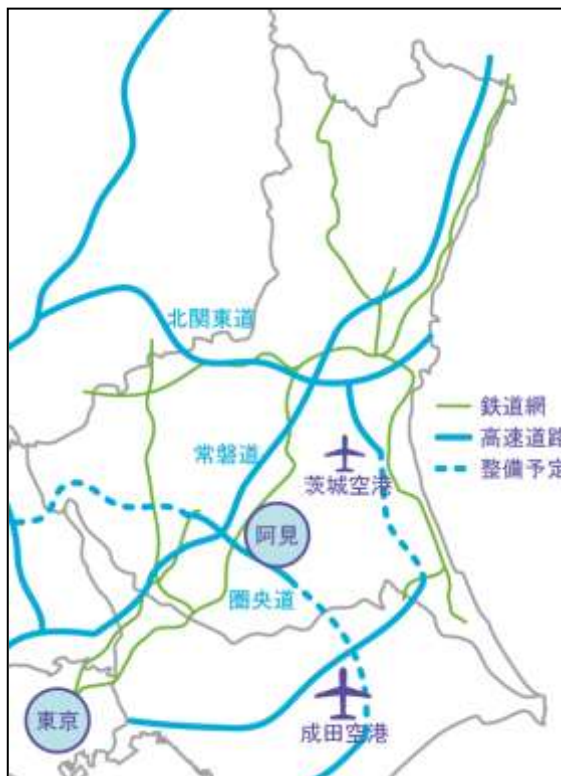 北関東道
鉄道網
高速道路
整備予定
常磐道
茨城空港
阿見
圏央道
東京
成田空港